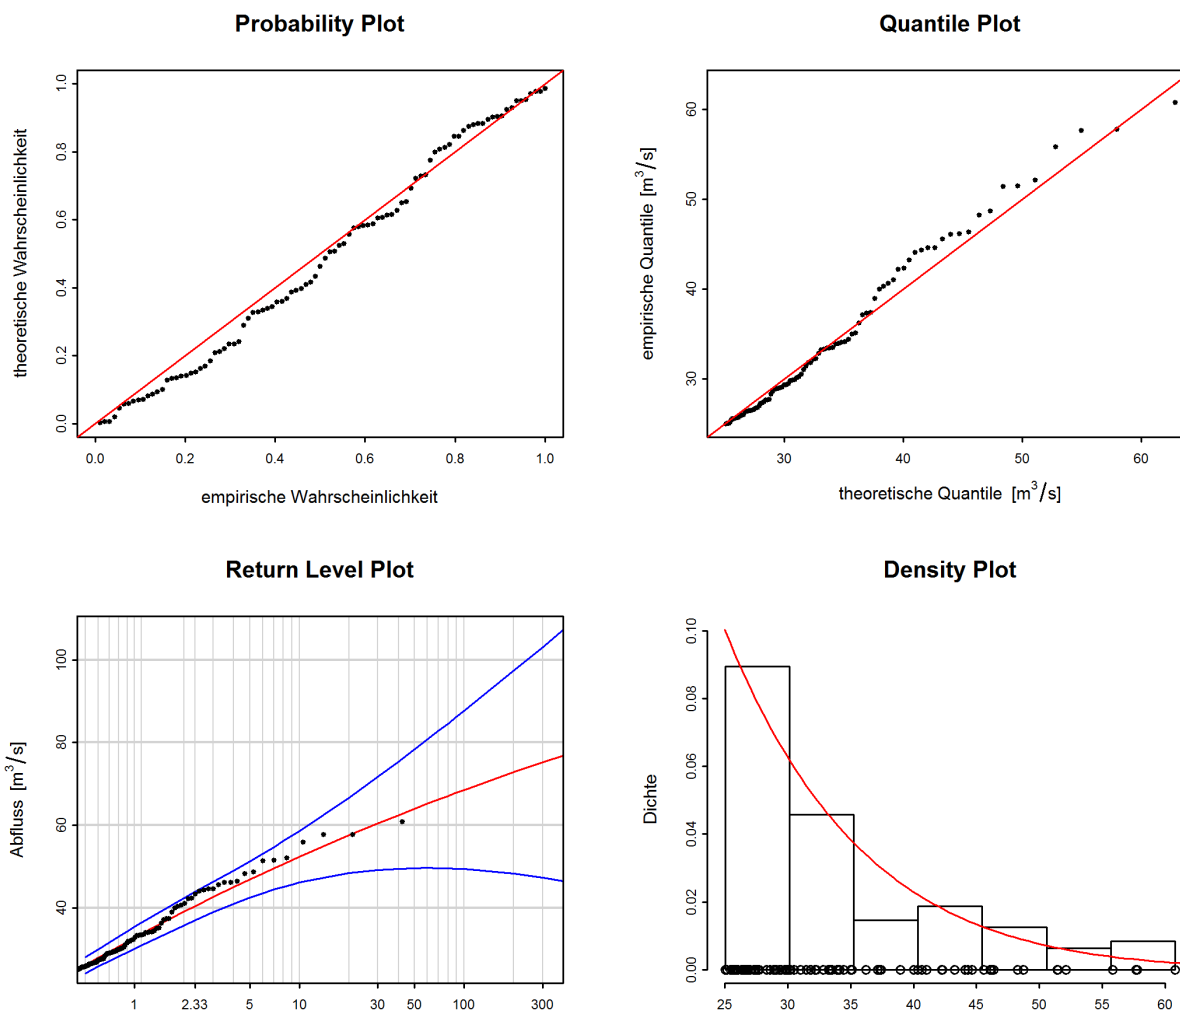 Probability Plot
theoretische Wahrscheinlichkeit
0.0 0.2 0.4 0.6 0.8 1.0
0.0 0.2 0.4 0.6 0.8 1.0
empirische Wahrscheinlichkeit
Quantile Plot
empirische Quantile [m³/s]
30 40 50 60
30 40 50 60
theoretische Quantile [m³/s]
Return Level Plot
Abfluss [m³/s]
40 60 80 100
1 2.33 5 10 30 50 100 300
Density Plot
Dichte
0.00 0.02 0.04 0.06 0.08 0.10
25 30 35 40 45 50 55 60